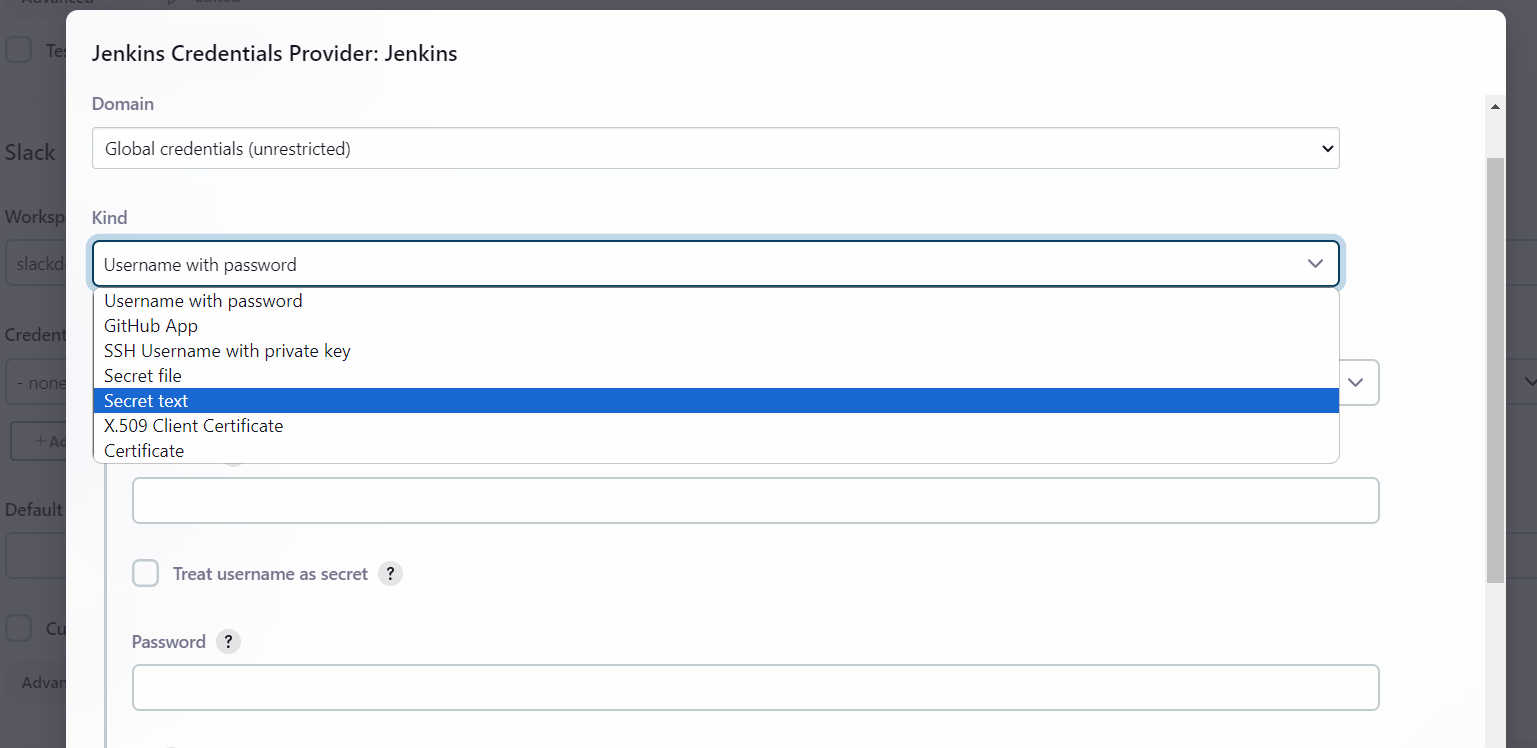 Jenkins Credentials Provider: Jenkins
Domain
Global credentials (unrestricted)
Slack
Kind
Username with password
Username with password
GitHub App
SSH Username with private key
Secret file
Secret text
X.509 Client Certificate
Certificate
- none
Default
Treat username as secret ?
Password ?